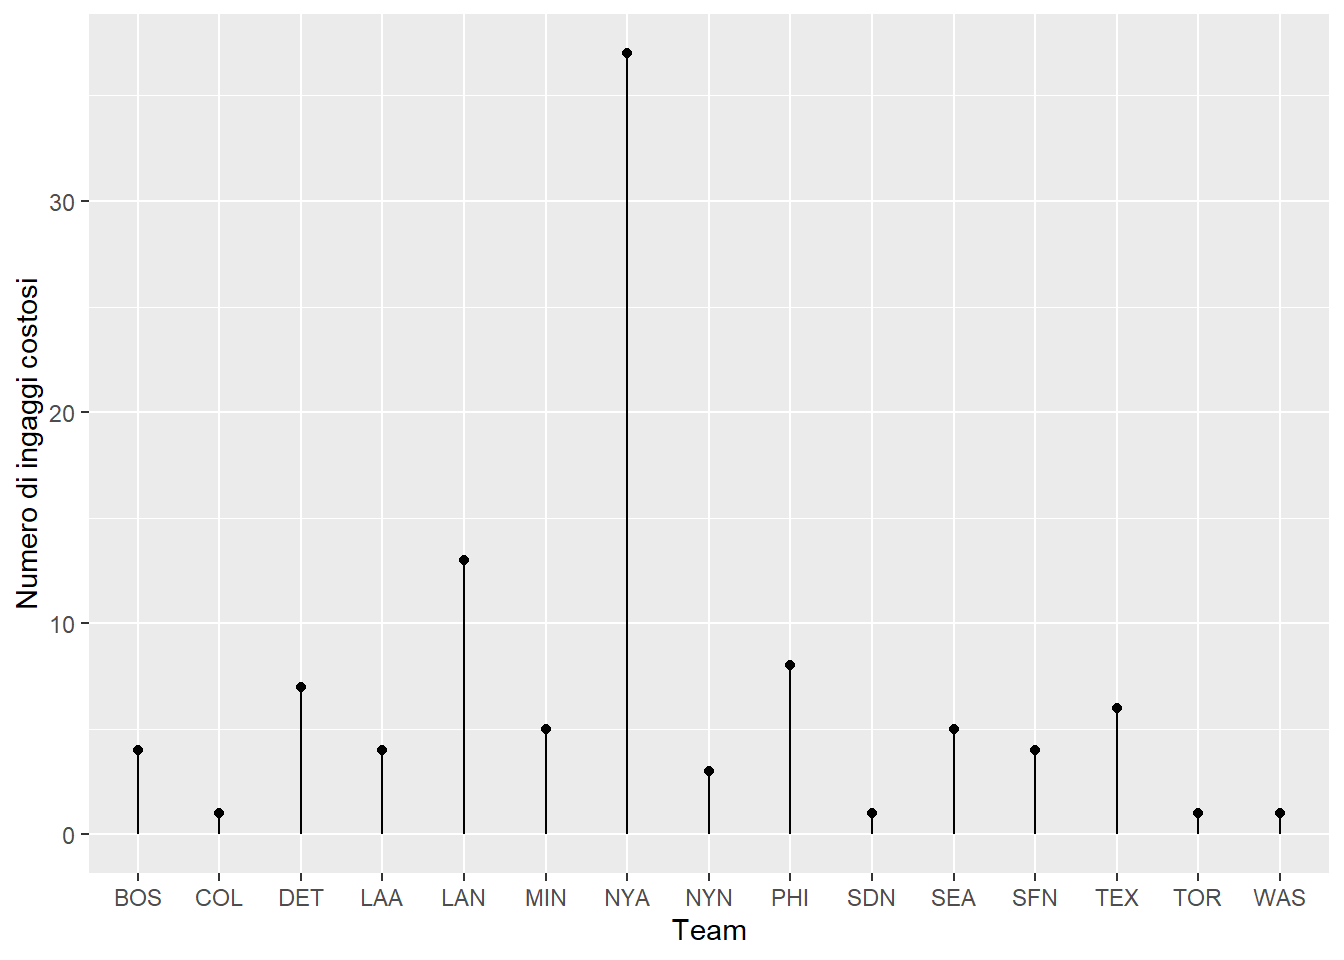 Numero di ingaggi costosi
30
20
10
0
BOS COL DET LAA LAN MIN NYA NYN PHI SDN SEA SFN TEX TOR WAS
Team